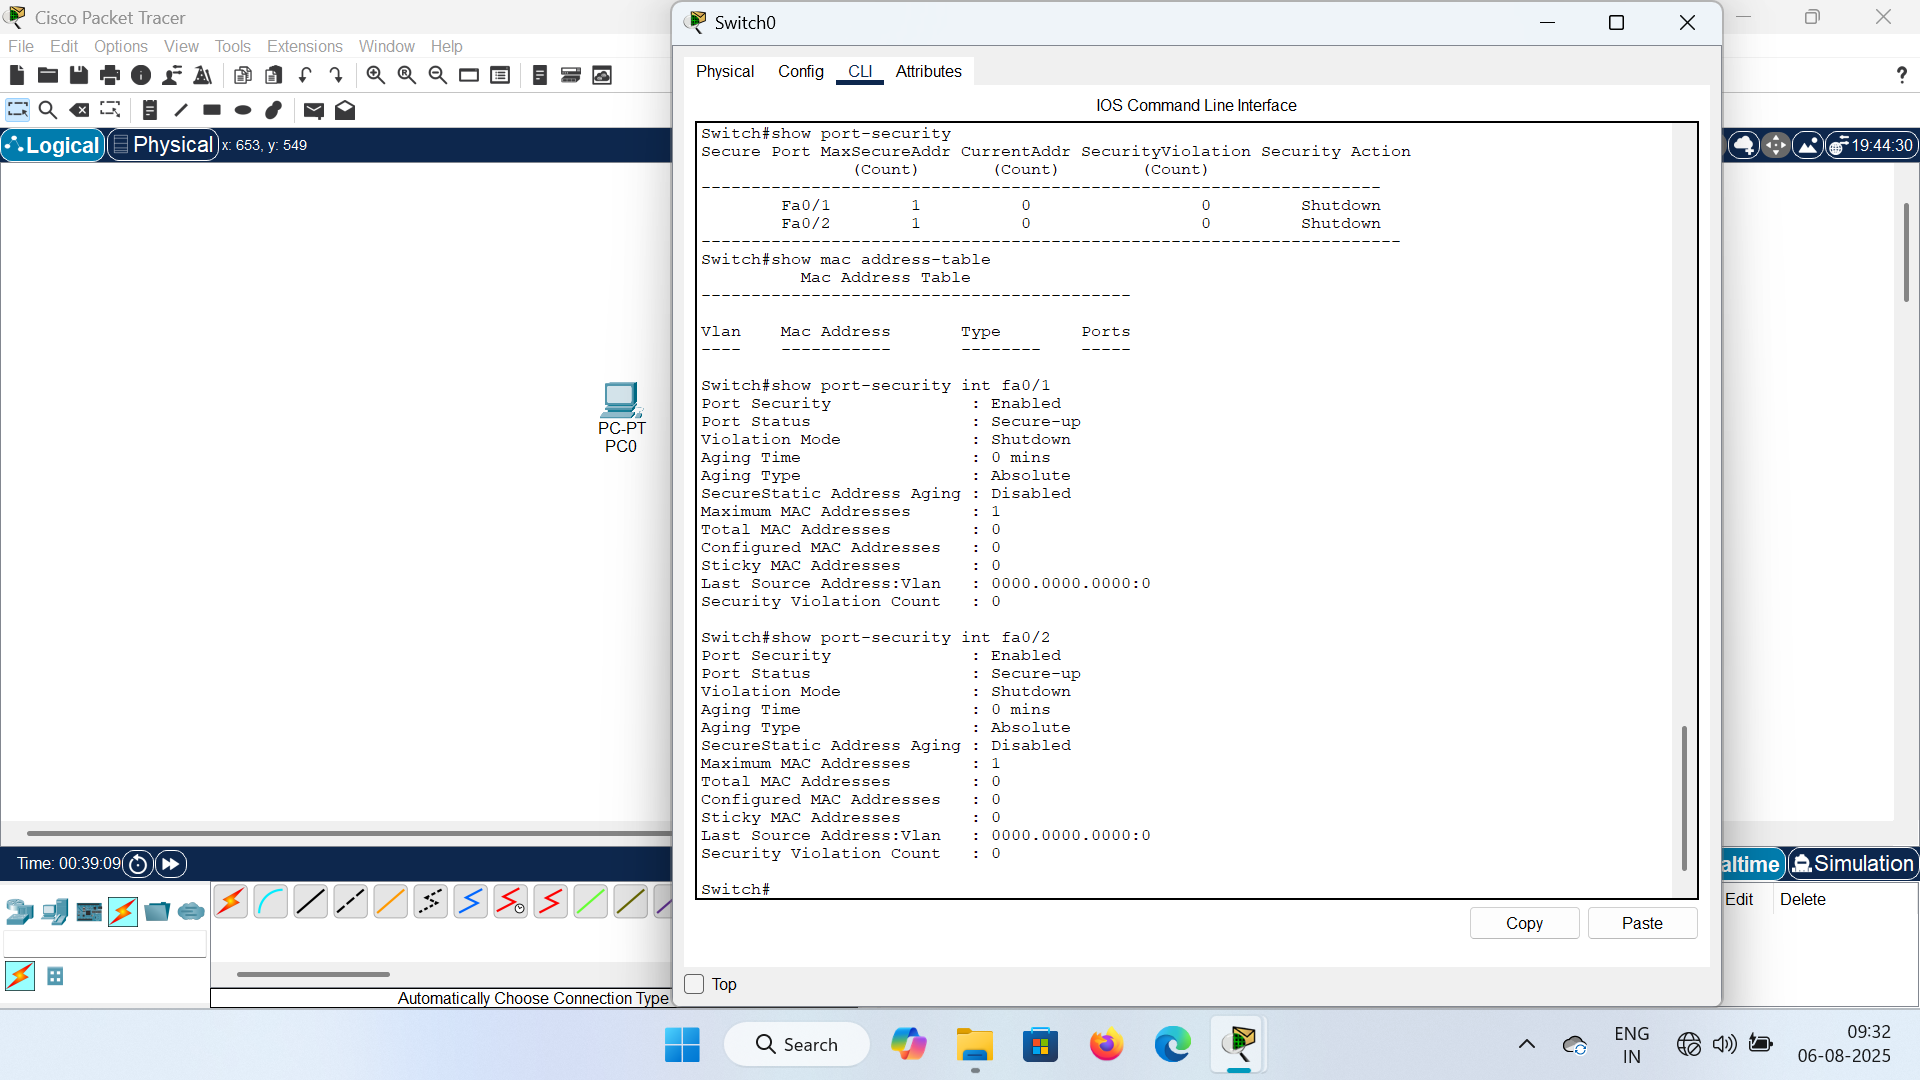 Cisco Packet Tracer
File Edit Options View Tools Extensions Window Help
?
Logical
Physical
x: 653, y: 549
19:44:30
PC-PT
PC0
Switch0
Physical Config CLI Attributes
IOS Command Line Interface
Switch#show port-security
Secure Port MaxSecureAddr CurrentAddr SecurityViolation Security Action
(Count) (Count) (Count)
--------------------------------------------------------------------
Fa0/1 1 0 0 Shutdown
Fa0/2 1 0 0 Shutdown
----------------------------------------------------------------------
Switch#show mac address-table
Mac Address Table
-------------------------------------------
Vlan Mac Address Type Ports
---- ----------- -------- -----
Switch#show port-security int fa0/1
Port Security : Enabled
Port Status : Secure-up
Violation Mode : Shutdown
Aging Time : 0 mins
Aging Type : Absolute
SecureStatic Address Aging : Disabled
Maximum MAC Addresses : 1
Total MAC Addresses : 0
Configured MAC Addresses : 0
Sticky MAC Addresses : 0
Last Source Address:Vlan : 0000.0000.0000:0
Security Violation Count : 0
Switch#show port-security int fa0/2
Port Security : Enabled
Port Status : Secure-up
Violation Mode : Shutdown
Aging Time : 0 mins
Aging Type : Absolute
SecureStatic Address Aging : Disabled
Maximum MAC Addresses : 1
Total MAC Addresses : 0
Configured MAC Addresses : 0
Sticky MAC Addresses : 0
Last Source Address:Vlan : 0000.0000.0000:0
Security Violation Count : 0
Switch#
Copy Paste
Top
Time: 00:39:09
altime
Simulation
Edit Delete
Automatically Choose Connection Type
Search
ENG
IN
09:32
06-08-2025